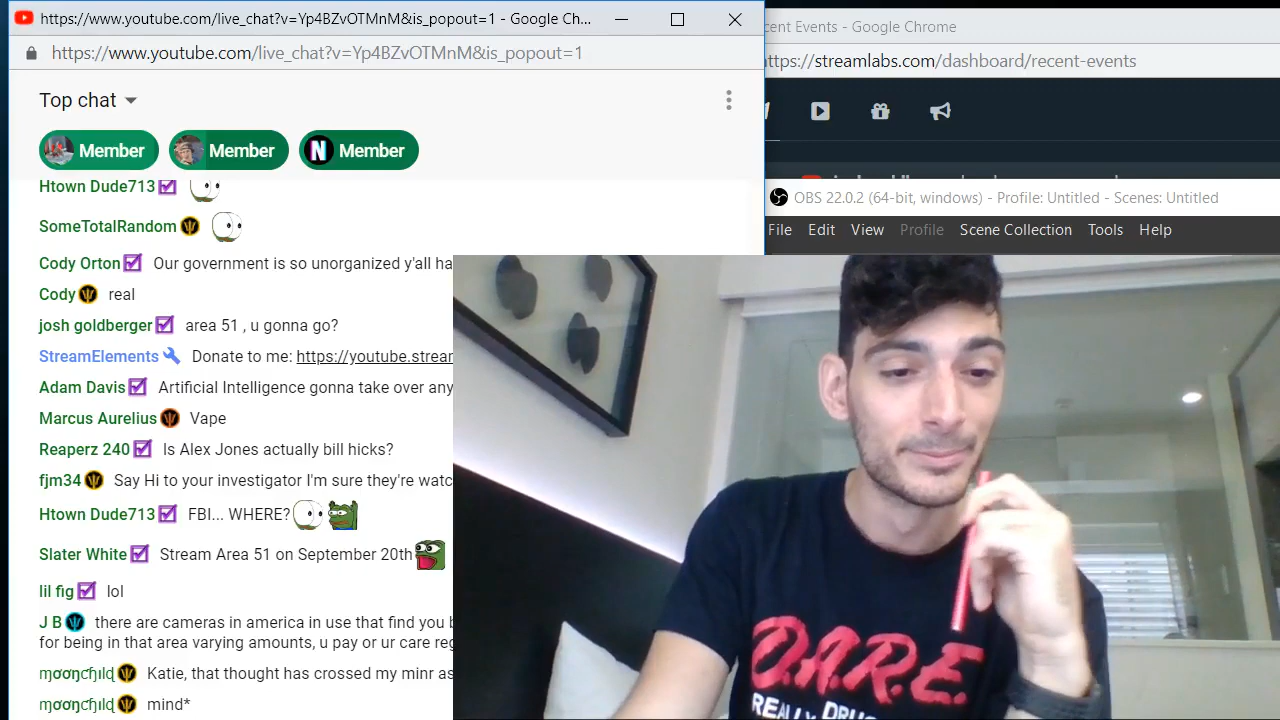 https://www.youtube.com/live_chat?v=Yp4BZvOTMnM&is_popout=1 - Google Ch...
https://www.youtube.com/live_chat?v=Yp4BZvOTMnM&is_popout=1
cent Events - Google Chrome
https://streamlabs.com/dashboard/recent-events
Top chat
Member
Member
N Member
Htown Dude713
SomeTotalRandom
OBS 22.0.2 (64-bit, windows) - Profile: Untitled - Scenes: Untitled
File Edit View Profile Scene Collection Tools Help
Cody Orton Our government is so unorganized y'all ha
Cody real
josh goldberger area 51 , u gonna go?
StreamElements Donate to me: https://youtube.strear
Adam Davis Artificial Intelligence gonna take over any
Marcus Aurelius Vape
Reaperz 240 Is Alex Jones actually bill hicks?
fjm34 Say Hi to your investigator I'm sure they're watc
Htown Dude713 FBI... WHERE?
Slater White Stream Area 51 on September 20th
lil fig lol
J B there are cameras in america in use that find you b
for being in that area varying amounts, u pay or ur care reg
Katie, that thought has crossed my minr as
mind*
D.A.R.E.
REALLY DRU